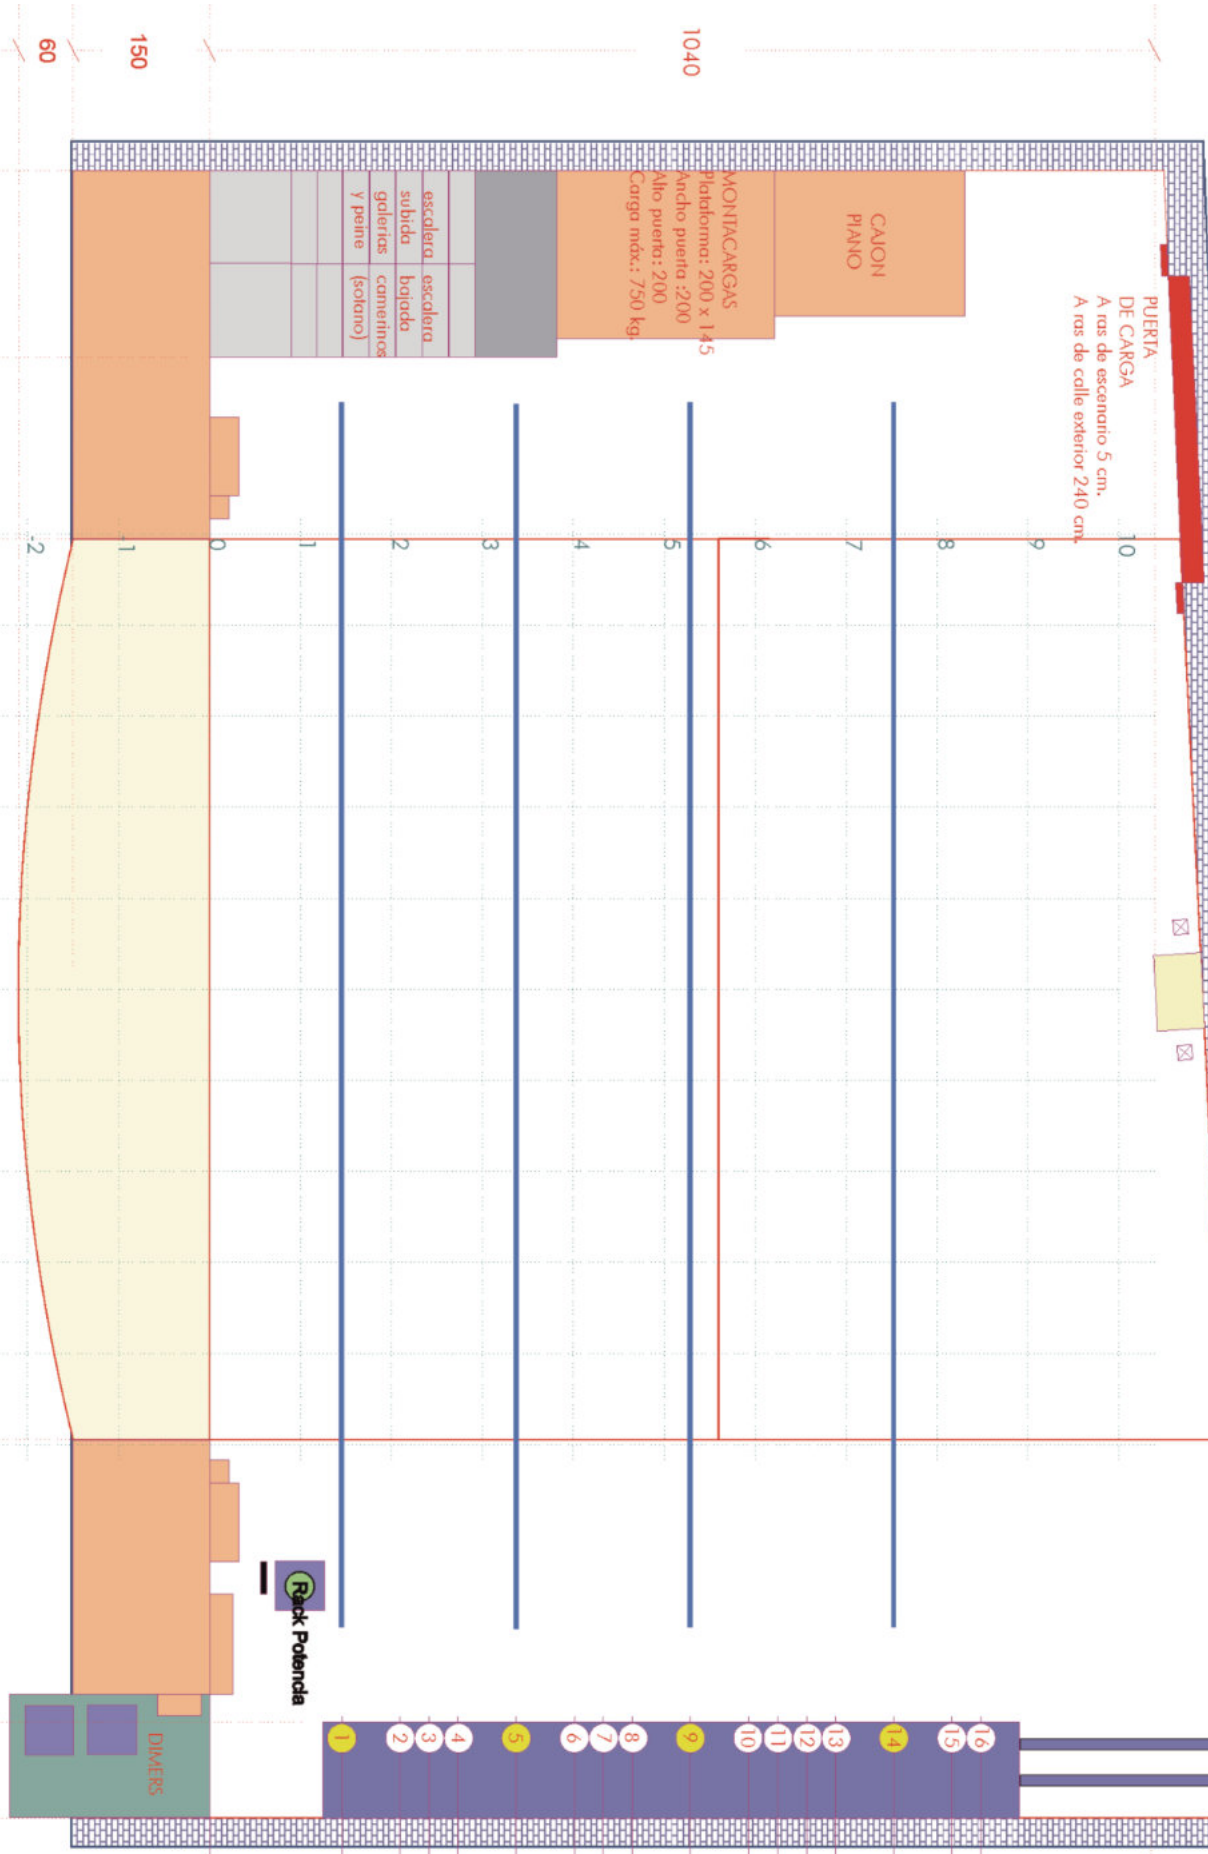 60
150
1040
escalera
subida
galerias
y peine
escalera
bajada
camerinos
(sotano)
MONTACARGAS
Plataforma: 200 x 145
Ancho puerta :200
Alto puerta: 200
Carga máx.: 750 kg.
CAJON
PIANO
PUERTA
DE CARGA
A ras de escenario 5 cm.
A ras de calle exterior 240 cm.
-2
-1
0
1
2
3
4
5
6
7
8
9
10
Rack Potencia
DIMERS
1
2
3
4
5
6
7
8
9
10
11
12
13
14
15
16